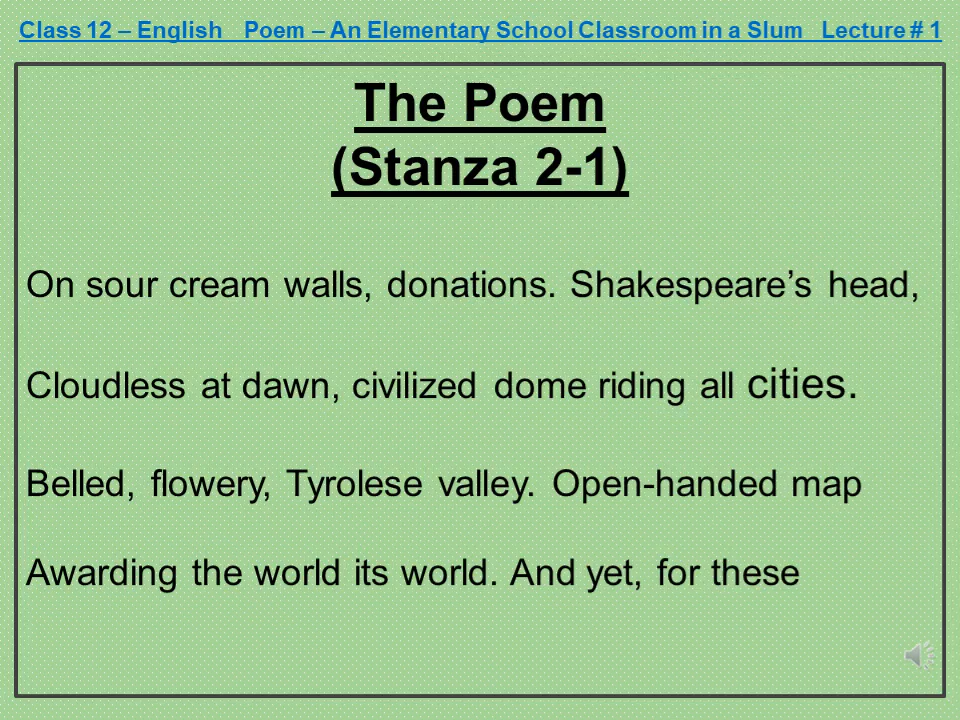 Class 12 – English   Poem – An Elementary School Classroom in a Slum   Lecture # 1
The Poem
(Stanza 2-1)
On sour cream walls, donations. Shakespeare’s head,
Cloudless at dawn, civilized dome riding all cities.
Belled, flowery, Tyrolese valley. Open-handed map
Awarding the world its world. And yet, for these